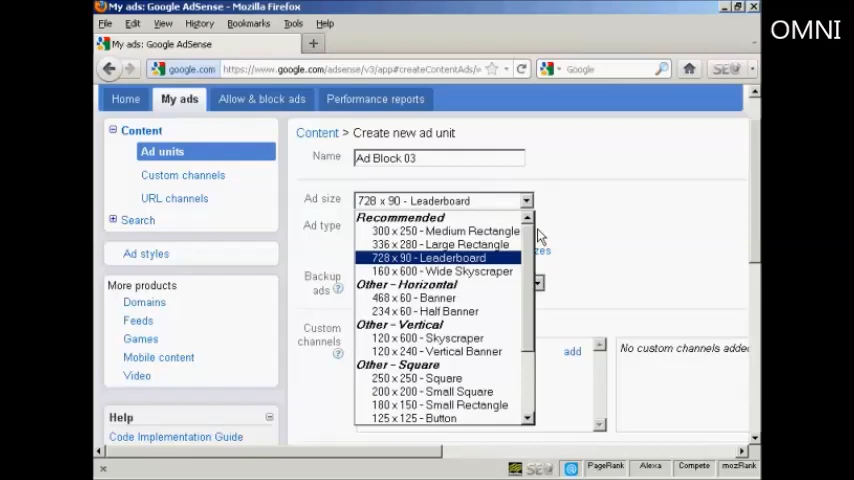 My ads: Google AdSense - Mozilla Firefox
OMNI
File Edit View History Bookmarks Tools Help
My ads: Google AdSense
google.com https://www.google.com/adsense/v3/app#createContentAds/ Google
Home My ads Allow & block ads Performance reports
Content
Ad units
Custom channels
URL channels
Search
Ad styles
More products
Domains
Feeds
Games
Mobile content
Video
Help
Code Implementation Guide
Content > Create new ad unit
Name Ad Block 03
Ad size 728 x 90 - Leaderboard
Ad type
Recommended
300 x 250 - Medium Rectangle
336 x 280 - Large Rectangle
728 x 90 - Leaderboard
160 x 600 - Wide Skyscraper
Other - Horizontal
468 x 60 - Banner
234 x 60 - Half Banner
Other - Vertical
120 x 600 - Skyscraper
120 x 240 - Vertical Banner
Other - Square
250 x 250 - Square
200 x 200 - Small Square
180 x 150 - Small Rectangle
125 x 125 - Button
Backup ads
Custom channels
add
No custom channels added
PageRank Alexa Compete mozRank